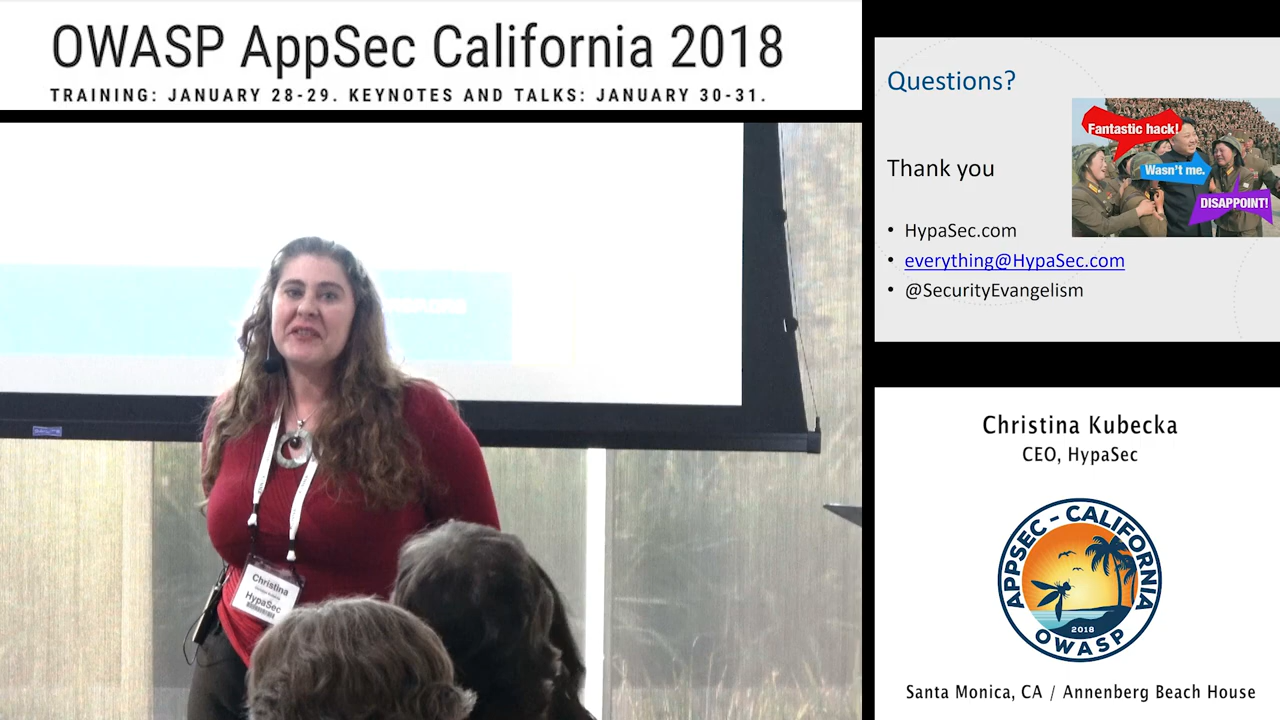 OWASP AppSec California 2018
TRAINING: JANUARY 28-29. KEYNOTES AND TALKS: JANUARY 30-31.
Christina
HypaSec
Questions?
Fantastic hack!
Wasn't me.
DISAPPOINT!
Thank you
• HypaSec.com
• everything@HypaSec.com
• @SecurityEvangelism
Christina Kubecka
CEO, HypaSec
APPSEC - CALIFORNIA
2018
OWASP
Santa Monica, CA / Annenberg Beach House